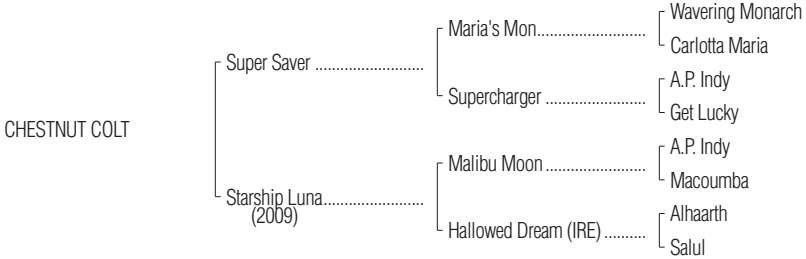 CHESTNUT COLT
Super Saver ..........................
Starship Luna........................
(2009)
Maria's Mon..........................
Supercharger ........................
Malibu Moon ........................
Hallowed Dream (IRE) ..........
Wavering Monarch
Carlotta Maria
A.P. Indy
Get Lucky
A.P. Indy
Macoumba
Alhaarth
Salul